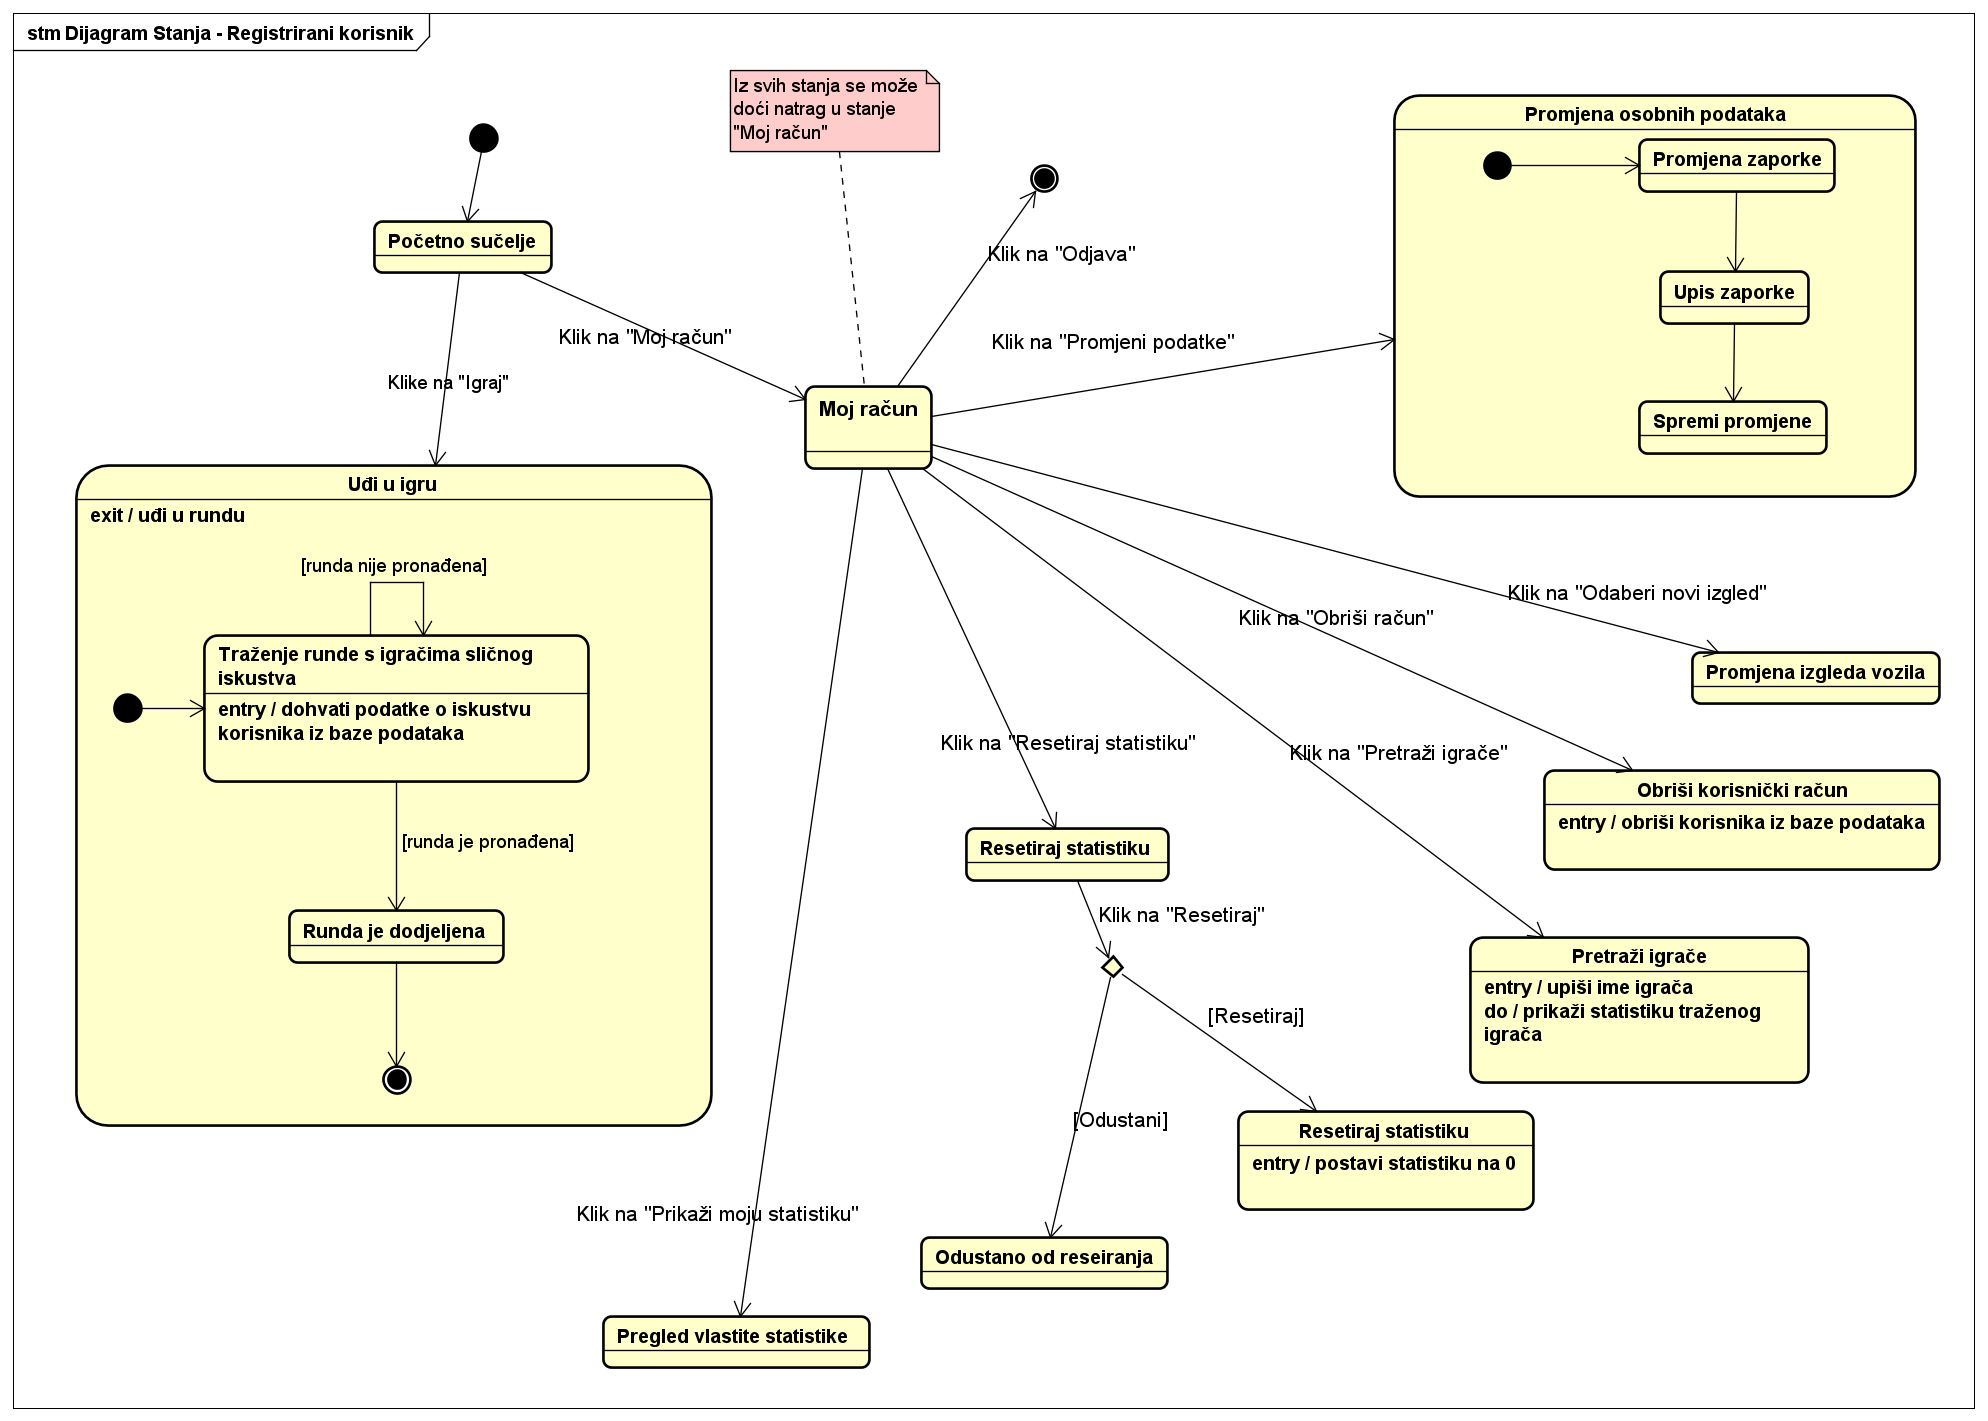 stm Dijagram Stanja - Registrirani korisnik
Iz svih stanja se može
doći natrag u stanje
"Moj račun"
Promjena osobnih podataka
Promjena zaporke
Upis zaporke
Spremi promjene
Početno sučelje
Klik na "Odjava"
Klik na "Moj račun"
Klik na "Promjeni podatke"
Klike na "Igraj"
Moj račun
Uđi u igru
exit / uđi u rundu
[runda nije pronađena]
Traženje runde s igračima sličnog
iskustva
entry / dohvati podatke o iskustvu
korisnika iz baze podataka
[runda je pronađena]
Runda je dodjeljena
Klik na "Odaberi novi izgled"
Klik na "Obriši račun"
Promjena izgleda vozila
Klik na "Resetiraj statistiku"
Klik na "Pretraži igrače"
Obriši korisnički račun
entry / obriši korisnika iz baze podataka
Resetiraj statistiku
Klik na "Resetiraj"
Pretraži igrače
entry / upiši ime igrača
do / prikaži statistiku traženog
igrača
[Resetiraj]
[Odustani]
Resetiraj statistiku
entry / postavi statistiku na 0
Klik na "Prikaži moju statistiku"
Odustano od reseiranja
Pregled vlastite statistike